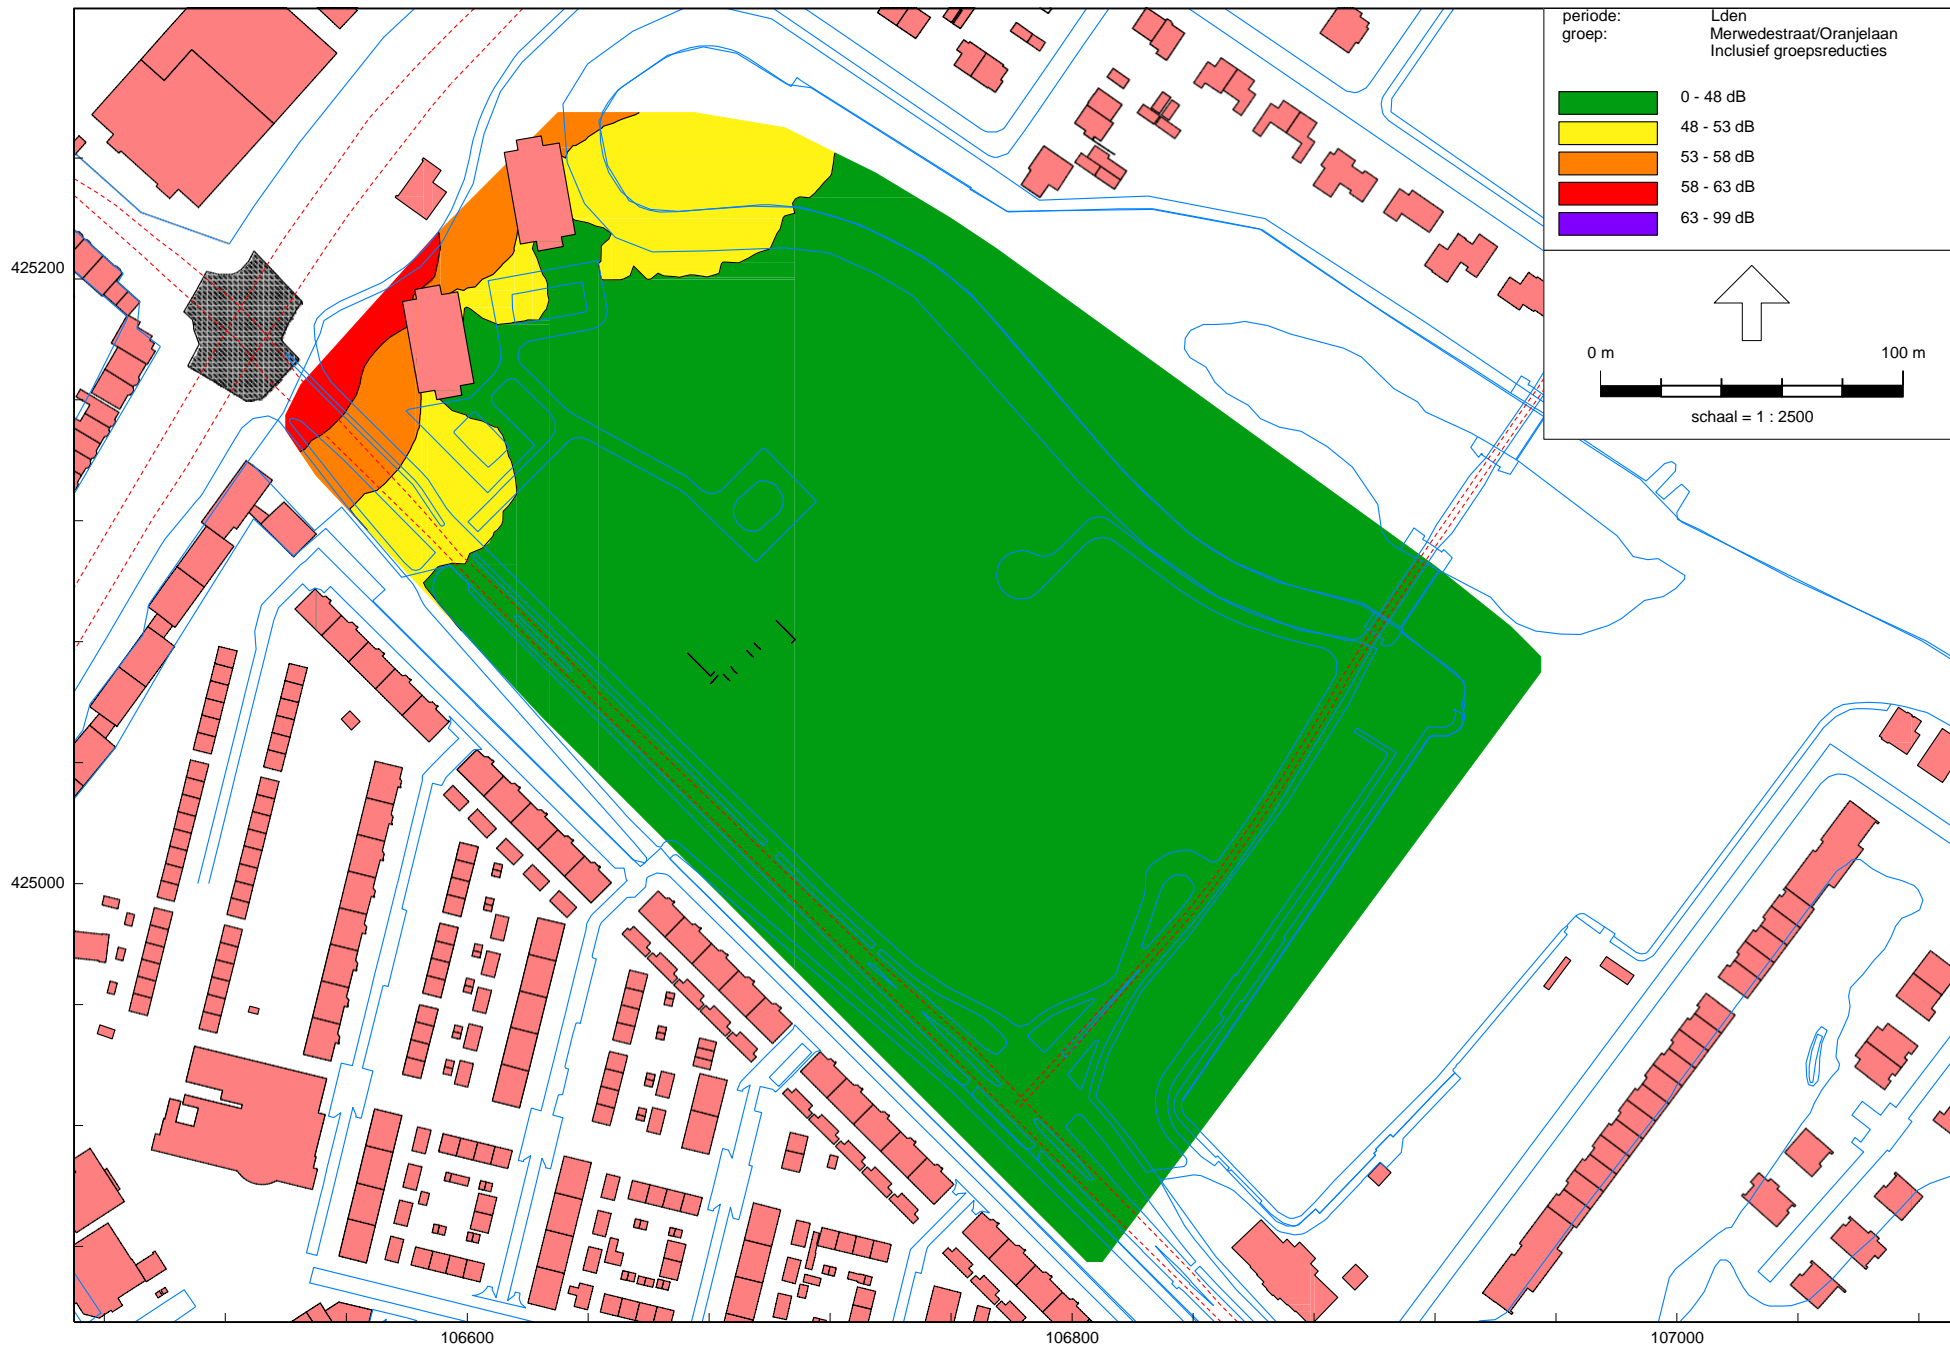 periode: Lden
groep: Merwedestraat/Oranjelaan
Inclusief groepsreducties
0 - 48 dB
48 - 53 dB
53 - 58 dB
58 - 63 dB
63 - 99 dB
0 m 100 m
schaal = 1 : 2500
425200
425000
106600 106800 107000